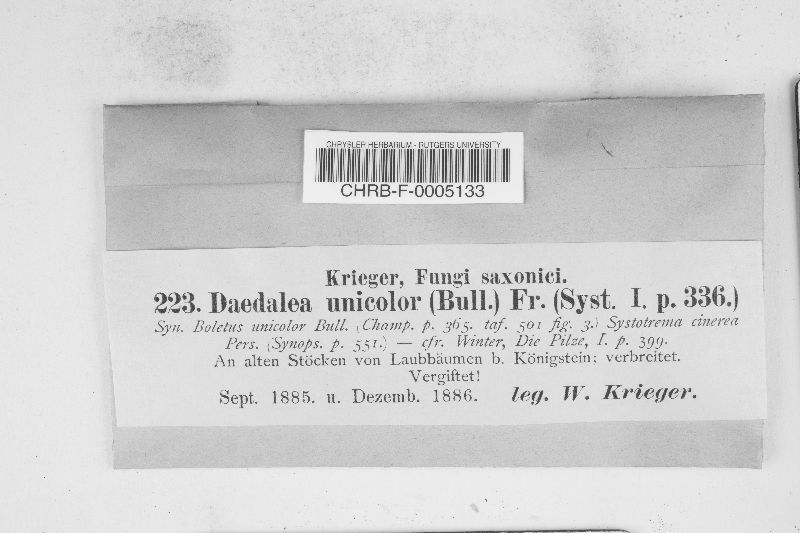 CHRYSLER HERBARIUM - RUTGERS UNIVERSITY
CHRB-F-0005133
Krieger, Fungi saxonici.
223. Daedalea unicolor (Bull.) Fr. (Syst. I. p. 336.)
Syn. Boletus unicolor Bull. (Champ. p. 365. taf. 501 fig. 3.) Systotrema cinerea
Pers. (Synops. p. 551.) — cfr. Winter, Die Pilze, I. p. 399.
An alten Stöcken von Laubbäumen b. Königstein; verbreitet.
Vergiftet!
Sept. 1885. u. Dezemb. 1886. leg. W. Krieger.